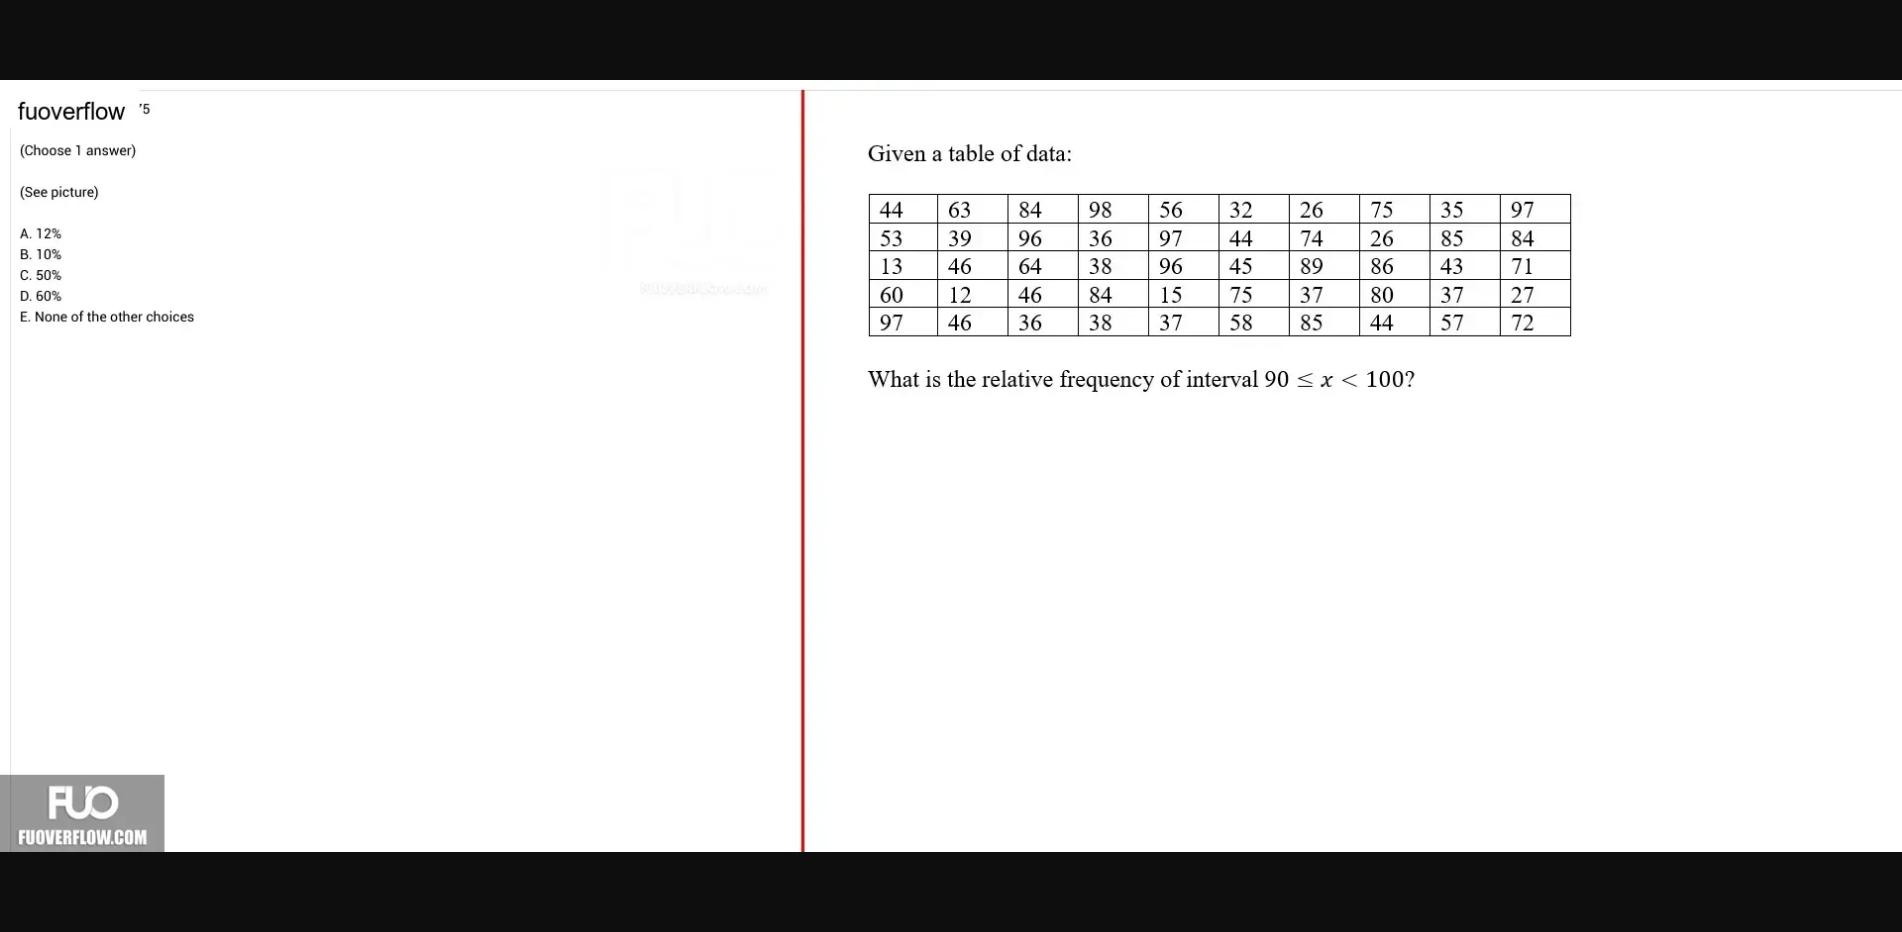 fuoverflow '5
(Choose 1 answer)
(See picture)
A. 12%
B. 10%
C. 50%
D. 60%
E. None of the other choices
FUOVERFLOW.COM
Given a table of data:
44 63 84 98 56 32 26 75 35 97
53 39 96 36 97 44 74 26 85 84
13 46 64 38 96 45 89 86 43 71
60 12 46 84 15 75 37 80 37 27
97 46 36 38 37 58 85 44 57 72
What is the relative frequency of interval 90 ≤ x < 100?
FUO
FUOVERFLOW.COM